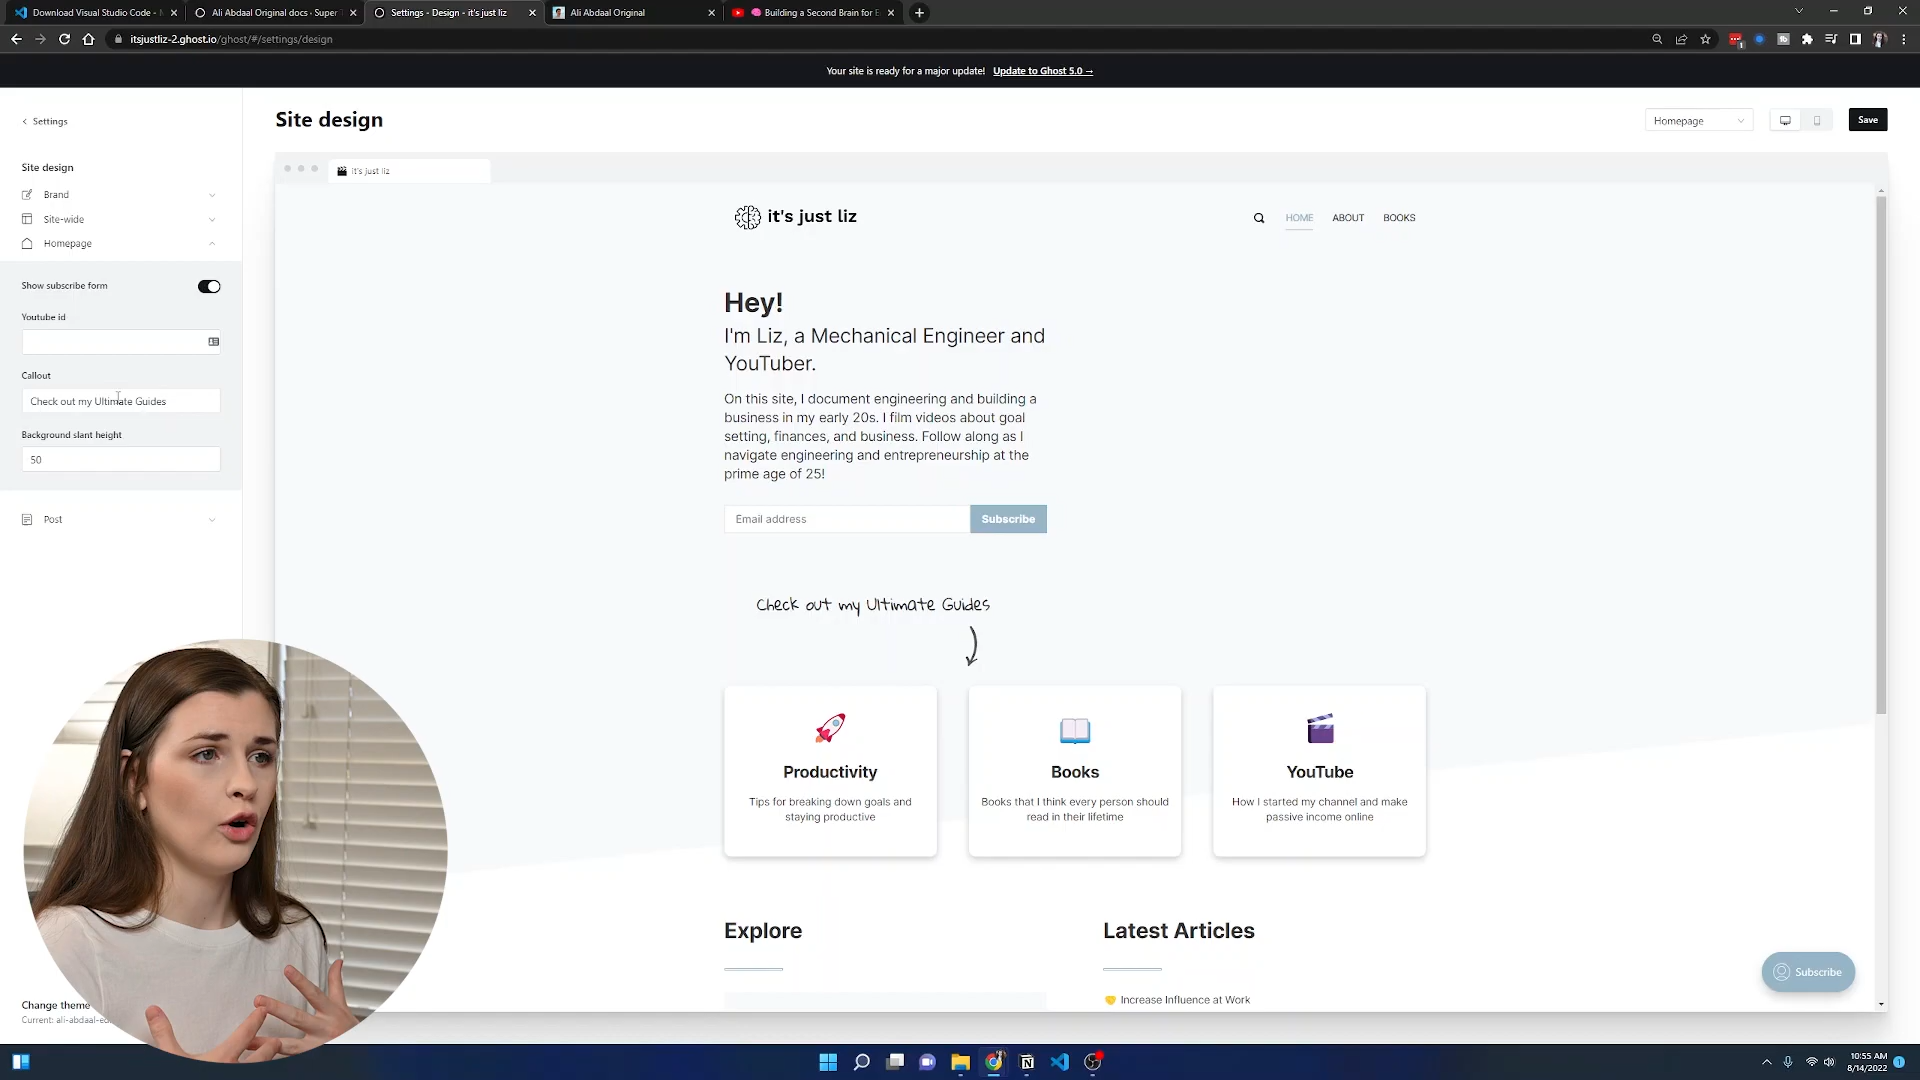 Download Visual Studio Code - M
Ali Abdaal Original docs · Super T
Settings - Design - it's just liz
Ali Abdaal Original
Building a Second Brain for E
itsjustliz-2.ghost.io/ghost/#/settings/design
Your site is ready for a major update! Update to Ghost 5.0 →
Settings
Site design
Homepage
Save
Site design
Brand
Site-wide
Homepage
Show subscribe form
Youtube id
Callout
Check out my Ultimate Guides
Background slant height
50
Post
Change theme
Current: ali-abdaal-ed
it's just liz
it's just liz
HOME
ABOUT
BOOKS
Hey!
I'm Liz, a Mechanical Engineer and
YouTuber.
On this site, I document engineering and building a
business in my early 20s. I film videos about goal
setting, finances, and business. Follow along as I
navigate engineering and entrepreneurship at the
prime age of 25!
Email address
Subscribe
Check out my Ultimate Guides
Productivity
Tips for breaking down goals and
staying productive
Books
Books that I think every person should
read in their lifetime
YouTube
How I started my channel and make
passive income online
Explore
Latest Articles
Increase Influence at Work
Subscribe
10:55 AM
8/14/2022
1